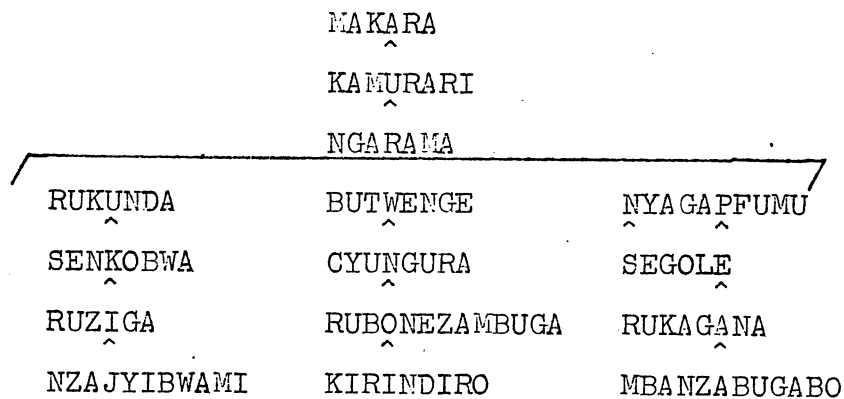 MAKARA
KAMURARI
NGARAMA
RUKUNDA BUTWENGE NYAGAPFUMU
SENKOBWA CYUNGURA SEGOLE
RUZIGA RUBONEZAMBUGA RUKAGANA
NZAJYIBWAMI KIRINDIRO MBANZABUGABO